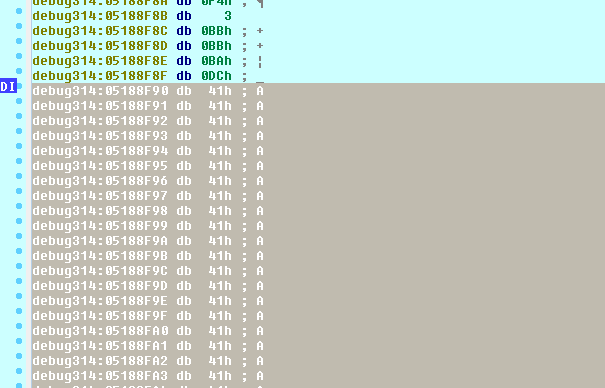 debug314:05188F8A db 0F4h ; ¶
debug314:05188F8B db 3
debug314:05188F8C db 0BBh ; +
debug314:05188F8D db 0BBh ; +
debug314:05188F8E db 0BAh ; ¦
debug314:05188F8F db 0DCh ; _
DI
debug314:05188F90 db 41h ; A
debug314:05188F91 db 41h ; A
debug314:05188F92 db 41h ; A
debug314:05188F93 db 41h ; A
debug314:05188F94 db 41h ; A
debug314:05188F95 db 41h ; A
debug314:05188F96 db 41h ; A
debug314:05188F97 db 41h ; A
debug314:05188F98 db 41h ; A
debug314:05188F99 db 41h ; A
debug314:05188F9A db 41h ; A
debug314:05188F9B db 41h ; A
debug314:05188F9C db 41h ; A
debug314:05188F9D db 41h ; A
debug314:05188F9E db 41h ; A
debug314:05188F9F db 41h ; A
debug314:05188FA0 db 41h ; A
debug314:05188FA1 db 41h ; A
debug314:05188FA2 db 41h ; A
debug314:05188FA3 db 41h ; A